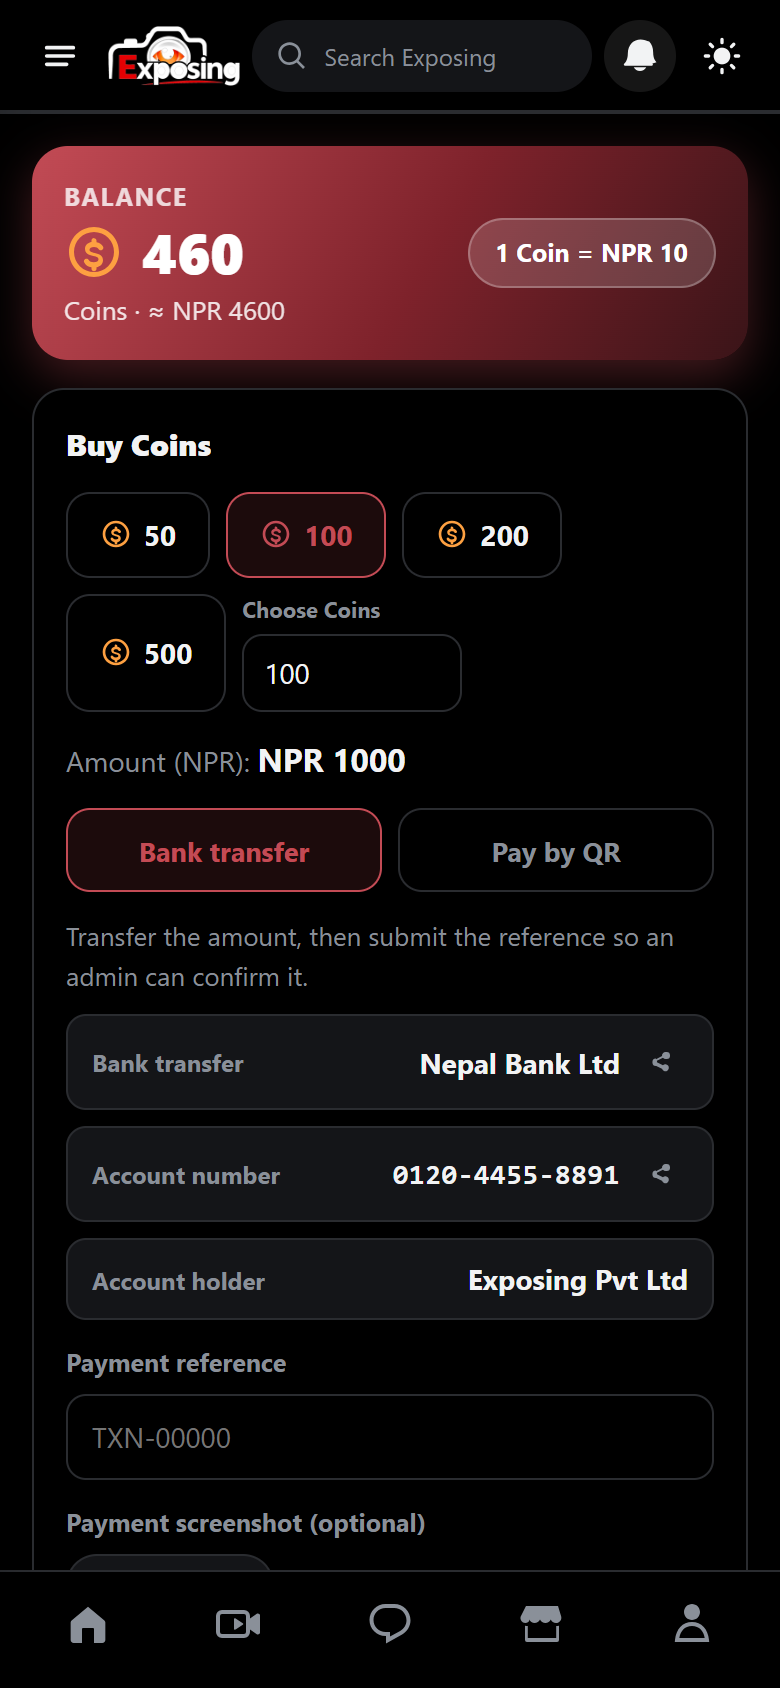 Exposing
Search Exposing
BALANCE
460
1 Coin = NPR 10
Coins · ≈ NPR 4600
Buy Coins
50
100
200
500
Choose Coins
100
Amount (NPR): NPR 1000
Bank transfer
Pay by QR
Transfer the amount, then submit the reference so an
admin can confirm it.
Bank transfer
Nepal Bank Ltd
Account number
0120-4455-8891
Account holder
Exposing Pvt Ltd
Payment reference
TXN-00000
Payment screenshot (optional)